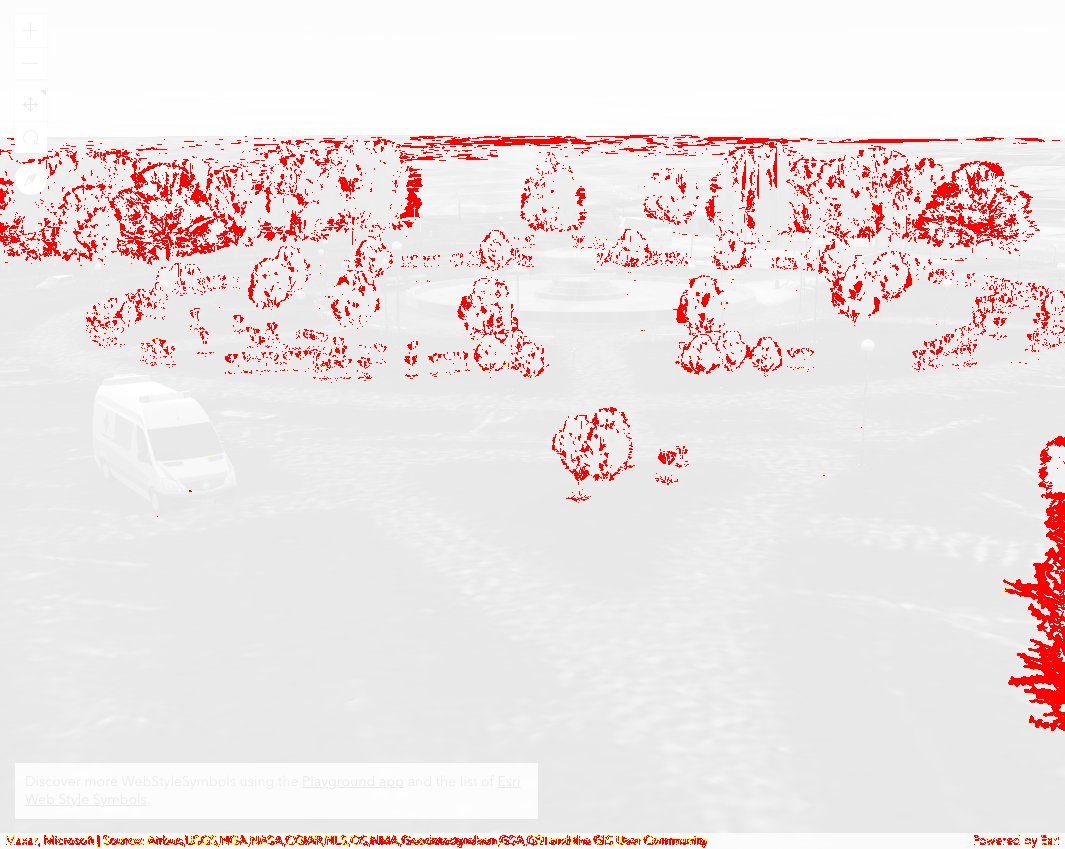 Discover more WebStyleSymbols using the Playground app and the list of Esri
Web Style Symbols
Microsoft | Source: Airbus,USGS,NGA,NASA,CGIAR,NLS,OS,NMA,Geodatastyrelsen,GSA,GSI and the GIS User Community
Powered by Esri